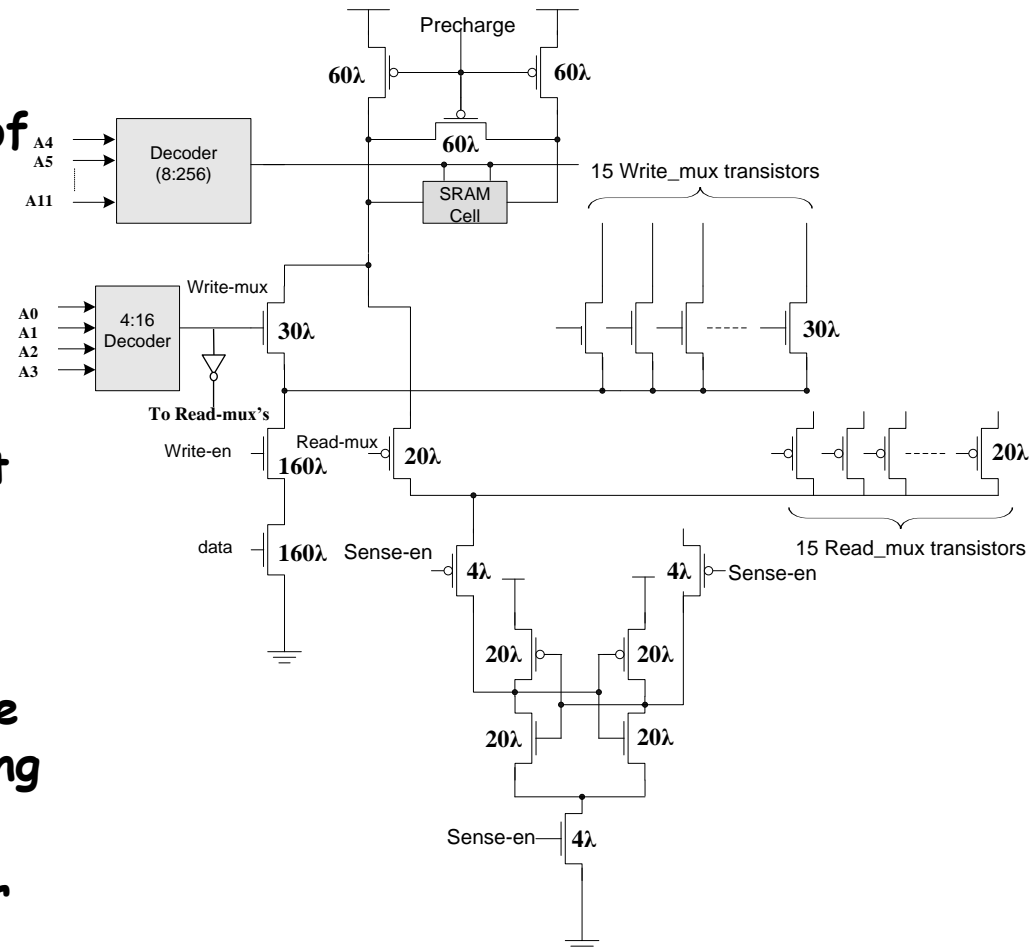 Precharge
60λ
60λ
60λ
of
A4
A5
A11
Decoder
(8:256)
SRAM
Cell
15 Write_mux transistors
Write-mux
A0
A1
A2
A3
4:16
Decoder
30λ
30λ
To Read-mux's
Write-en
160λ
Read-mux
20λ
20λ
t
data
160λ
15 Read_mux transistors
Sense-en
4λ
4λ
Sense-en
20λ
20λ
e
20λ
20λ
ng
Sense-en
4λ
r